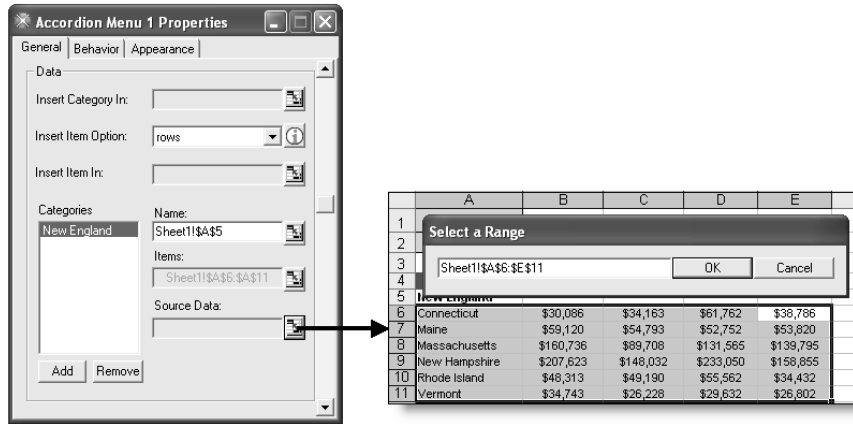 Accordion Menu 1 Properties
General Behavior Appearance
Data
Insert Category In:
Insert Item Option: rows
Insert Item In:
Categories
New England
Name:
Sheet1!$A$5
Items:
Sheet1!$A$6:$A$11
Source Data:
Add Remove
A B C D E
1
2
3
4
Select a Range
Sheet1!$A$6:$E$11 OK Cancel
5 New England
6 Connecticut $30,086 $34,163 $61,762 $38,786
7 Maine $59,120 $54,793 $52,752 $53,820
8 Massachusetts $160,736 $89,708 $131,565 $139,795
9 New Hampshire $207,623 $148,032 $233,050 $158,855
10 Rhode Island $48,313 $49,190 $55,562 $34,432
11 Vermont $34,743 $26,228 $29,632 $26,802